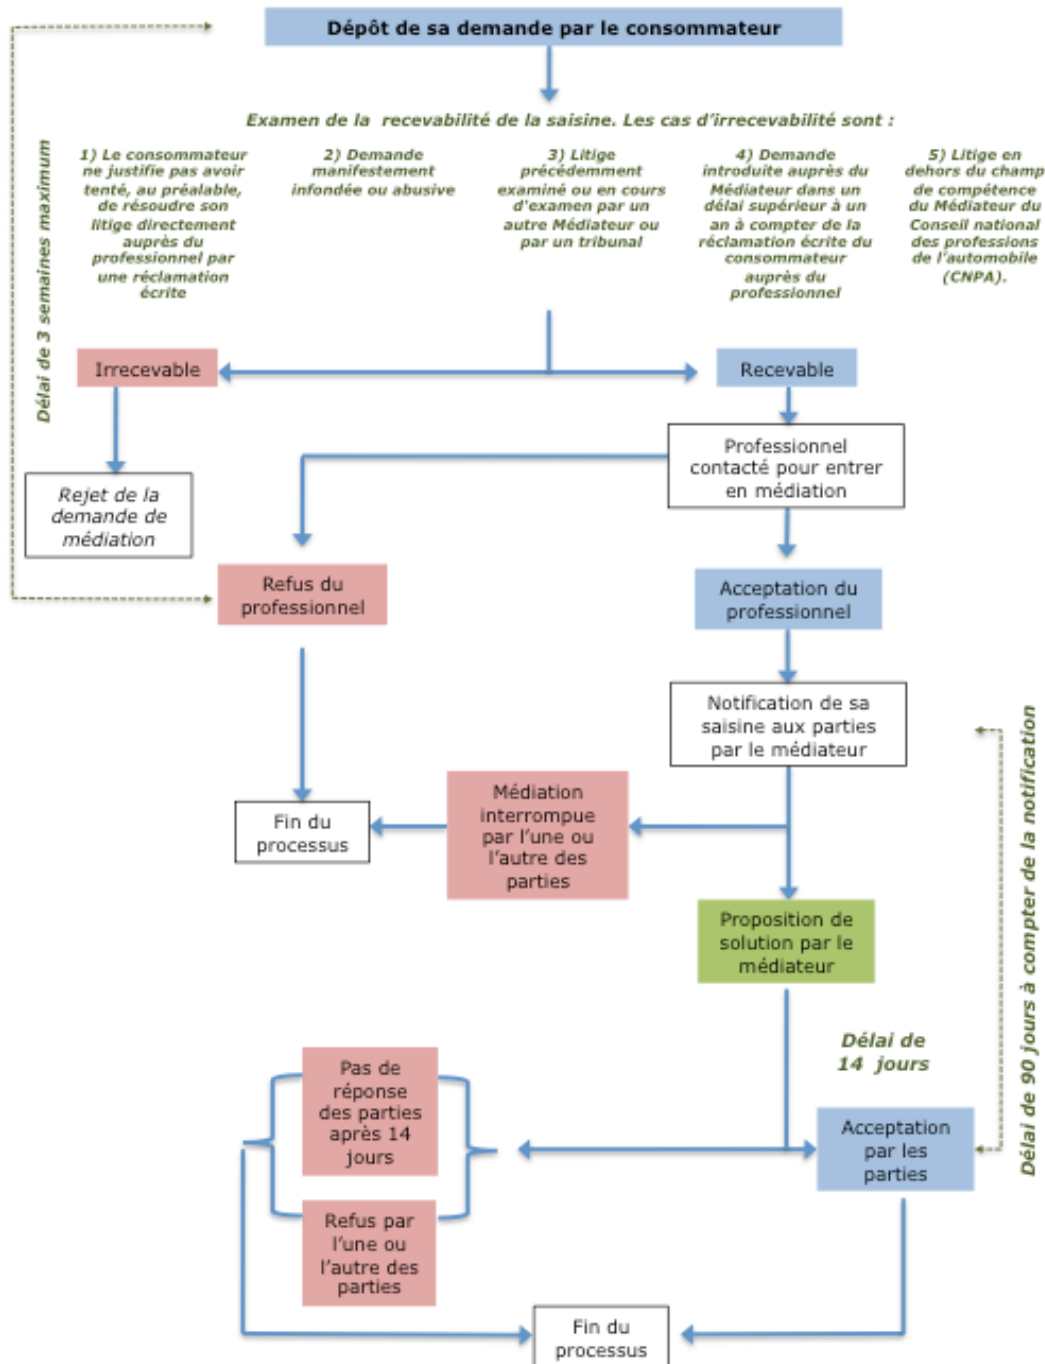 Dépôt de sa demande par le consommateur
Examen de la recevabilité de la saisine. Les cas d'irrecevabilité sont :
1) Le consommateur
ne justifie pas avoir
tenté, au préalable,
de résoudre son
litige directement
auprès du
professionnel par
une réclamation
écrite
2) Demande
manifestement
infondée ou abusive
3) Litige
précédemment
examiné ou en cours
d'examen par un
autre Médiateur ou
par un tribunal
4) Demande
introduite auprès du
Médiateur dans un
délai supérieur à un
an à compter de la
réclamation écrite du
consommateur
auprès du
professionnel
5) Litige en
dehors du champ
de compétence
du Médiateur du
Conseil national
des professions
de l'automobile
(CNPA).
Délai de 3 semaines maximum
Irrecevable
Recevable
Rejet de la
demande de
médiation
Professionnel
contacté pour entrer
en médiation
Refus du
professionnel
Acceptation du
professionnel
Notification de sa
saisine aux parties
par le médiateur
Médiation
interrompue
par l'une ou
l'autre des
parties
Fin du
processus
Proposition de
solution par le
médiateur
Délai de 90 jours à compter de la notification
Délai de
14 jours
Pas de
réponse
des parties
après 14
jours
Acceptation
par les
parties
Refus par
l'une ou
l'autre des
parties
Fin du
processus